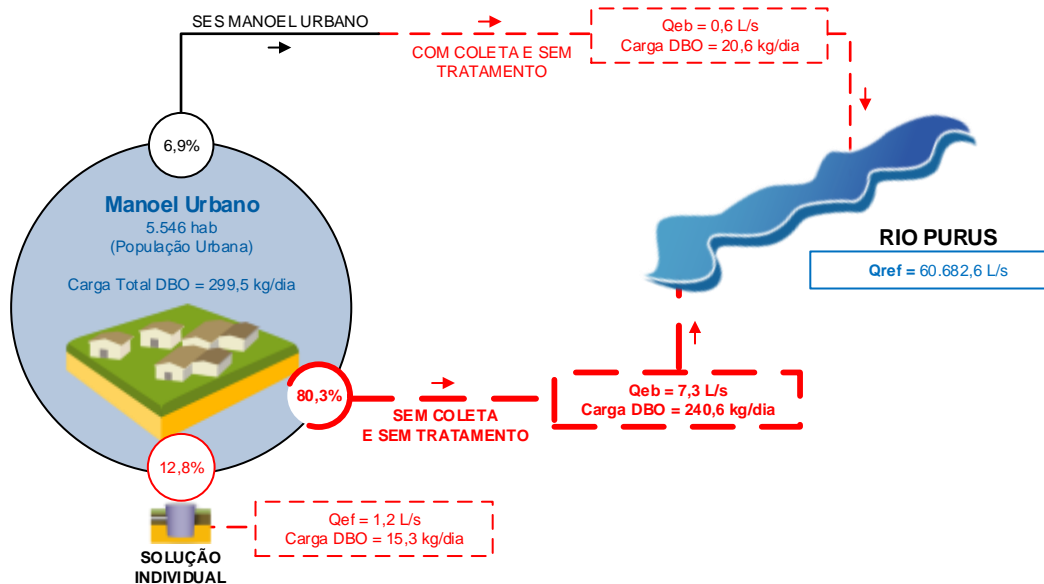 SES MANOEL URBANO
COM COLETA E SEM
TRATAMENTO
Qeb = 0,6 L/s
Carga DBO = 20,6 kg/dia
6,9%
Manoel Urbano
5.546 hab
(População Urbana)
Carga Total DBO = 299,5 kg/dia
RIO PURUS
Qref = 60.682,6 L/s
80,3%
SEM COLETA
E SEM TRATAMENTO
Qeb = 7,3 L/s
Carga DBO = 240,6 kg/dia
12,8%
Qef = 1,2 L/s
Carga DBO = 15,3 kg/dia
SOLUÇÃO
INDIVIDUAL